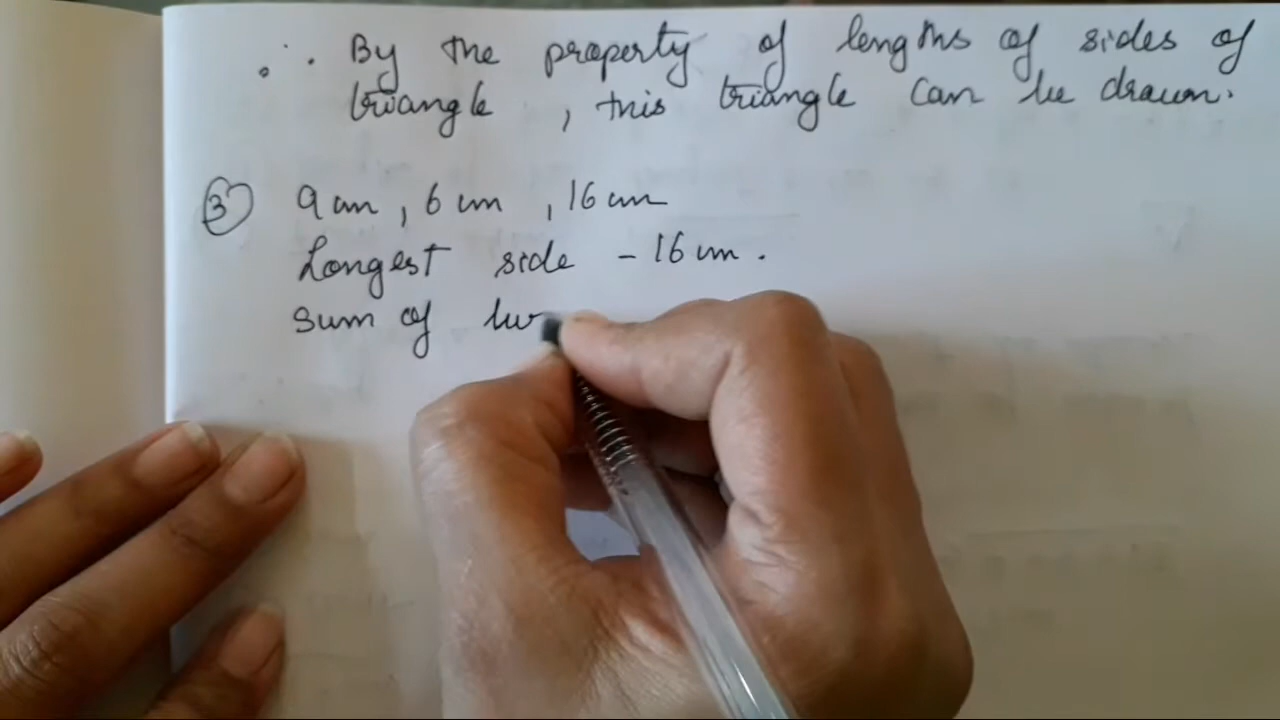 ∴ By the property of lengths of sides of
triangle, this triangle can be drawn.
③ 9 cm, 6 cm, 16 cm
Longest side - 16 cm.
Sum of two